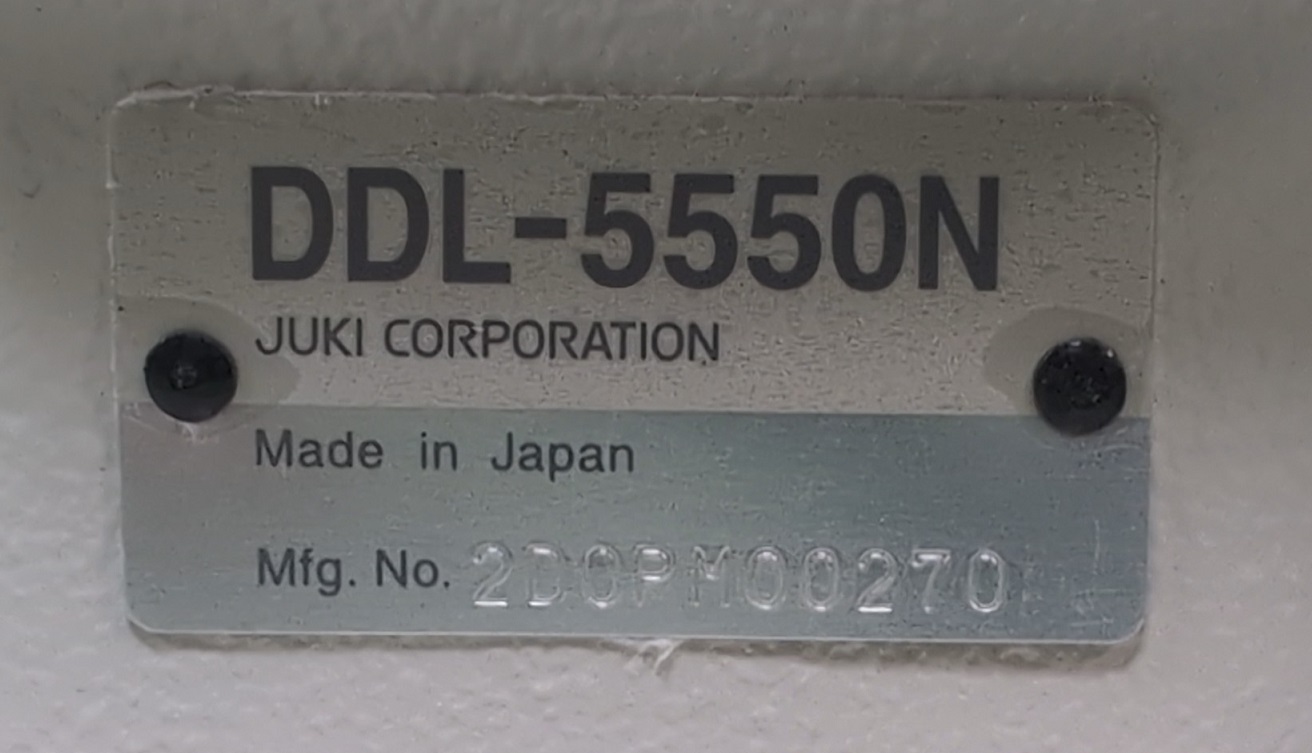 DDL-5550N
JUKI CORPORATION
Made in Japan
Mfg. No. 2D0PM00270